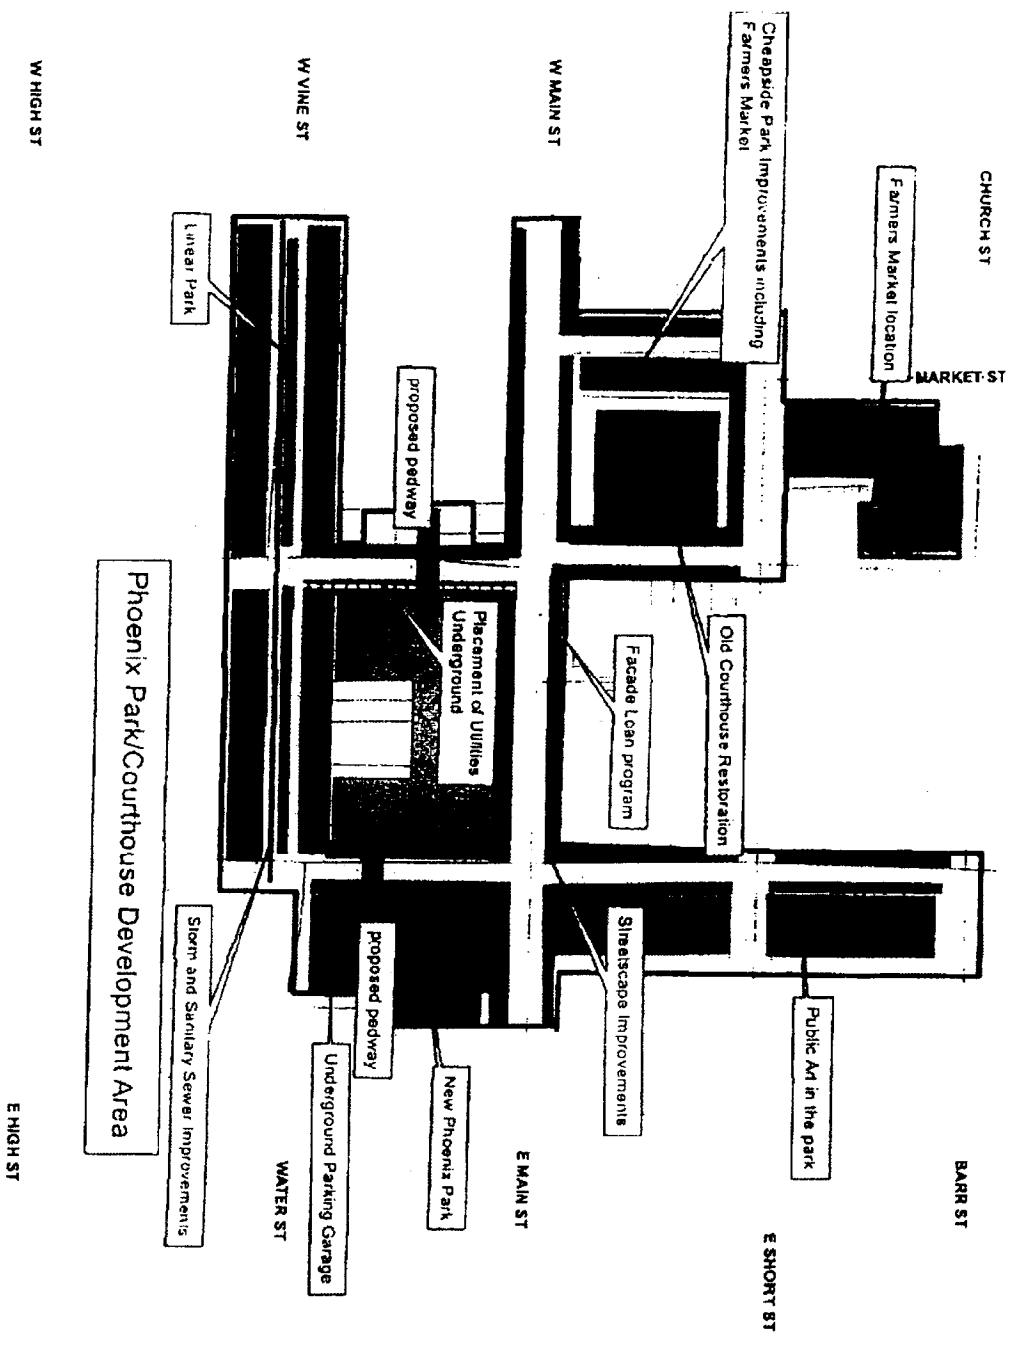 CHURCH ST
BARR ST
MARKET ST
Farmers Market location
Public Art in the park
E SHORT ST
Cheapside Park Improvements including
Farmers Market
Old Courthouse Restoration
Facade Loan program
Streetscape Improvements
W MAIN ST
E MAIN ST
Placement of Utilities
Underground
proposed pedway
New Phoenix Park
proposed pedway
Underground Parking Garage
W VINE ST
WATER ST
Linear Park
Storm and Sanitary Sewer Improvements
Phoenix Park/Courthouse Development Area
W HIGH ST
E HIGH ST